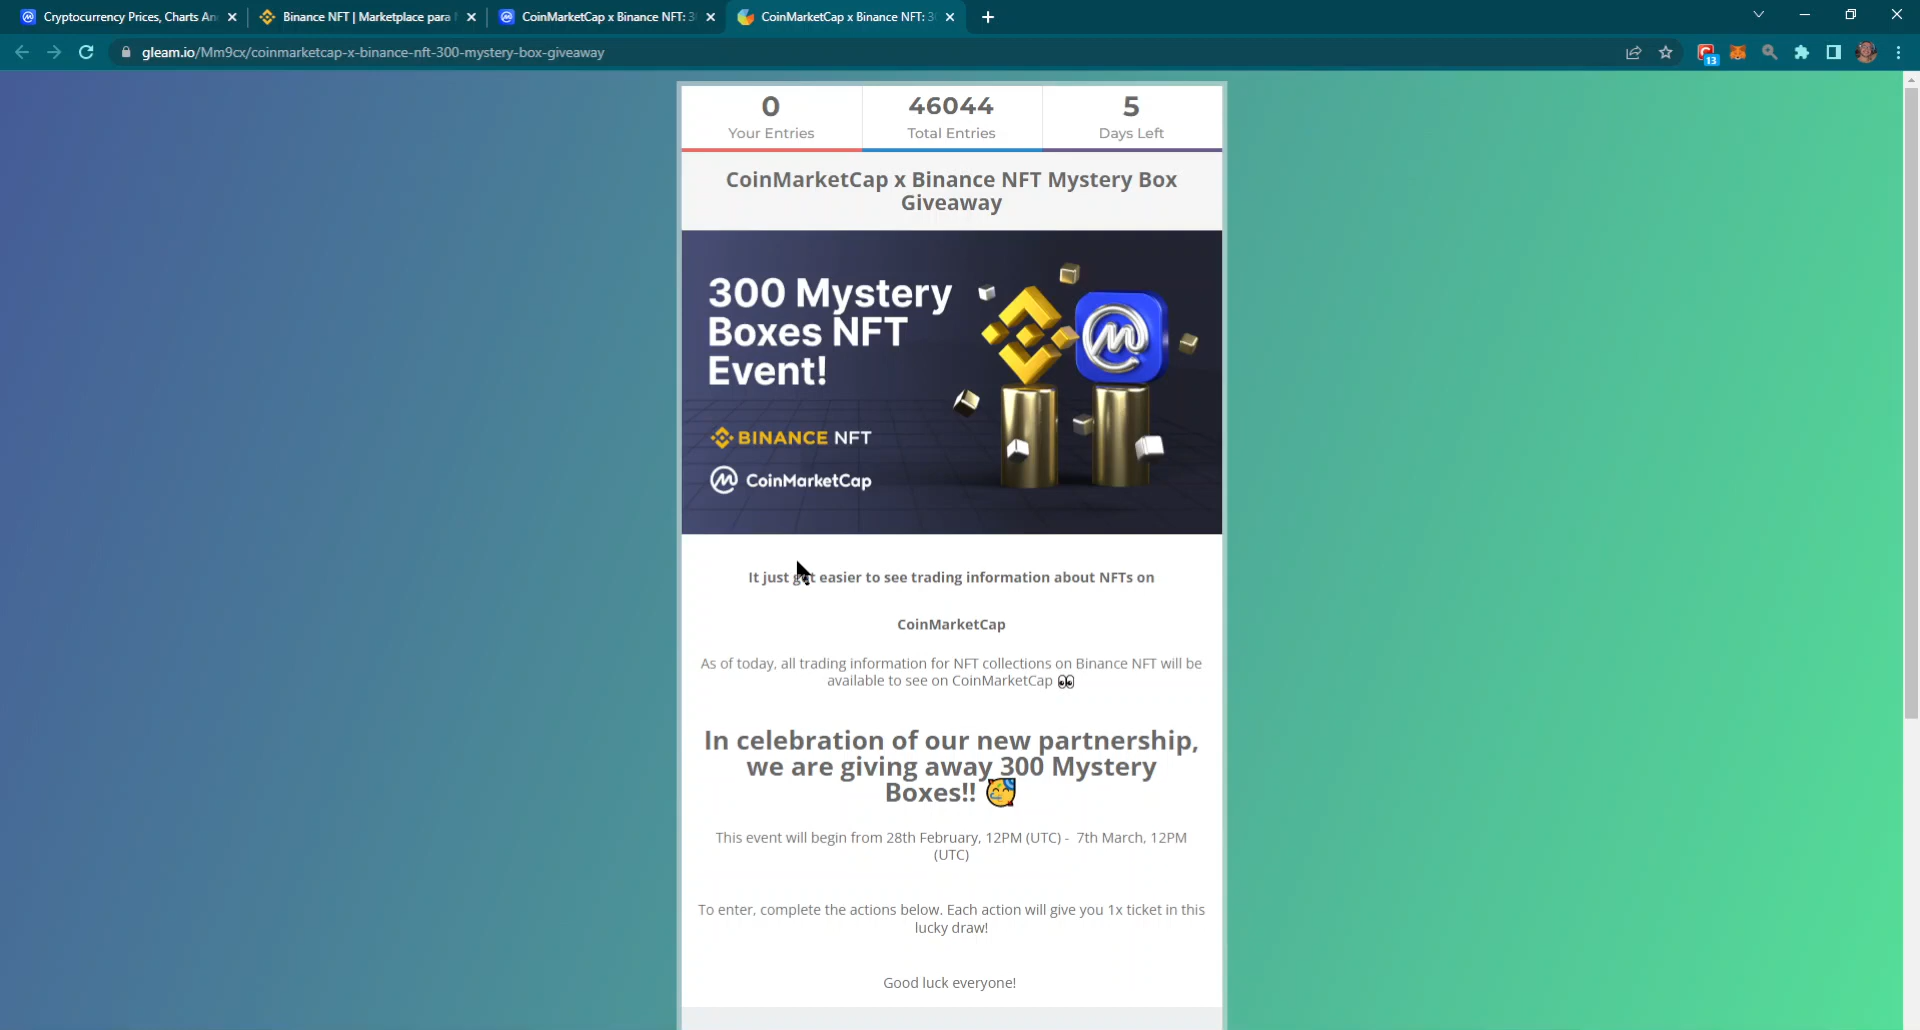 Cryptocurrency Prices, Charts An
Binance NFT | Marketplace para
CoinMarketCap x Binance NFT: 3
CoinMarketCap x Binance NFT: 3
gleam.io/Mm9cx/coinmarketcap-x-binance-nft-300-mystery-box-giveaway
13
0
Your Entries
46044
Total Entries
5
Days Left
CoinMarketCap x Binance NFT Mystery Box
Giveaway
300 Mystery
Boxes NFT
Event!
BINANCE NFT
CoinMarketCap
It just got easier to see trading information about NFTs on
CoinMarketCap
As of today, all trading information for NFT collections on Binance NFT will be
available to see on CoinMarketCap 👀
In celebration of our new partnership,
we are giving away 300 Mystery
Boxes!! 🥳
This event will begin from 28th February, 12PM (UTC) - 7th March, 12PM
(UTC)
To enter, complete the actions below. Each action will give you 1x ticket in this
lucky draw!
Good luck everyone!